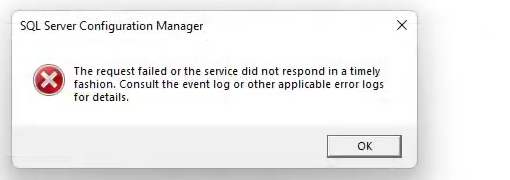 SQL Server Configuration Manager
The request failed or the service did not respond in a timely
fashion. Consult the event log or other applicable error logs
for details.
OK